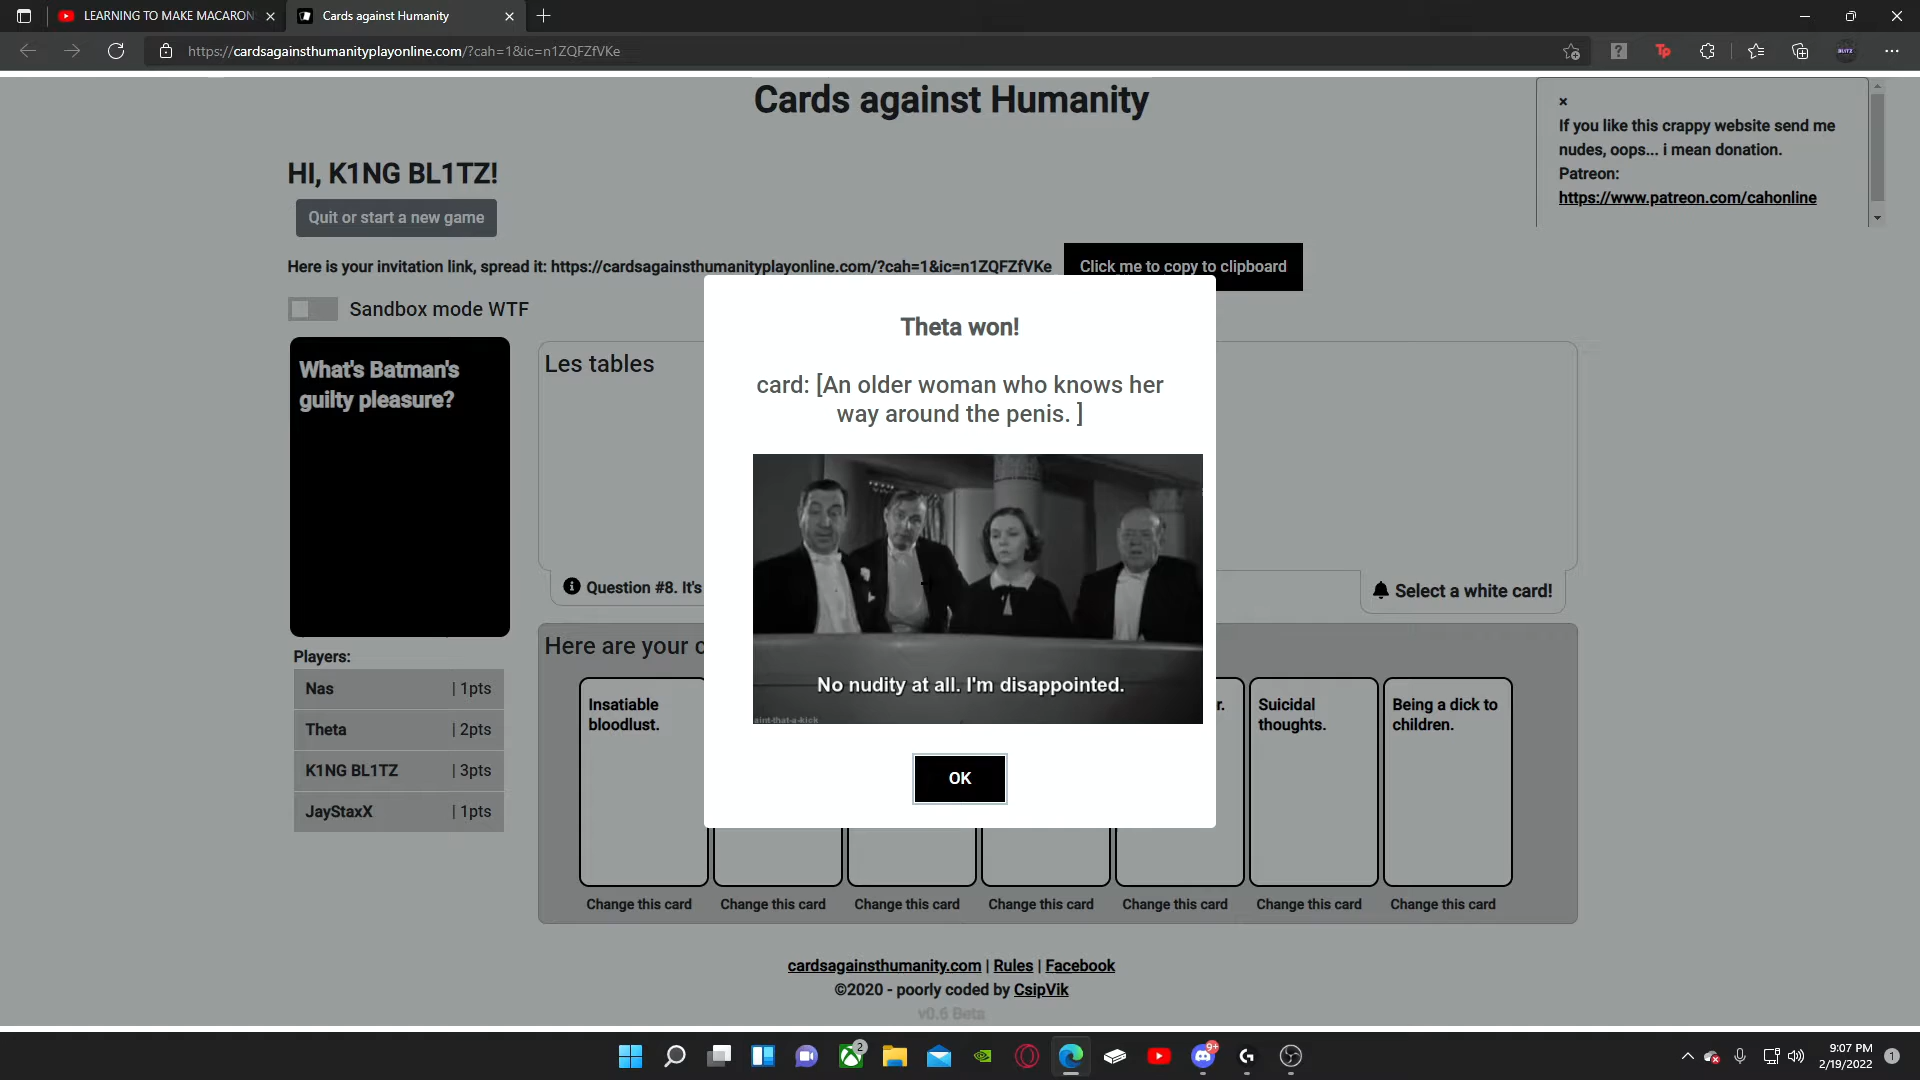 LEARNING TO MAKE MACARON
Cards against Humanity
https://cardsagainsthumanityplayonline.com/?cah=1&ic=n1ZQFZfVKe
BLITZ
Cards against Humanity
×
If you like this crappy website send me
nudes, oops... i mean donation.
Patreon:
https://www.patreon.com/cahonline
HI, K1NG BL1TZ!
Quit or start a new game
Here is your invitation link, spread it: https://cardsagainsthumanityplayonline.com/?cah=1&ic=n1ZQFZfVKe
Click me to copy to clipboard
Sandbox mode WTF
What's Batman's
guilty pleasure?
Les tables
Theta won!
card: [An older woman who knows her
way around the penis. ]
No nudity at all. I'm disappointed.
aint-that-a-kick
OK
Question #8. It's
Select a white card!
Players:
Nas | 1pts
Theta | 2pts
K1NG BL1TZ | 3pts
JayStaxX | 1pts
Here are your c
Insatiable
bloodlust.
r.
Suicidal
thoughts.
Being a dick to
children.
Change this card
Change this card
Change this card
Change this card
Change this card
Change this card
Change this card
cardsagainsthumanity.com | Rules | Facebook
©2020 - poorly coded by CsipVik
v0.6 Beta
2
9+
9:07 PM
2/19/2022
1